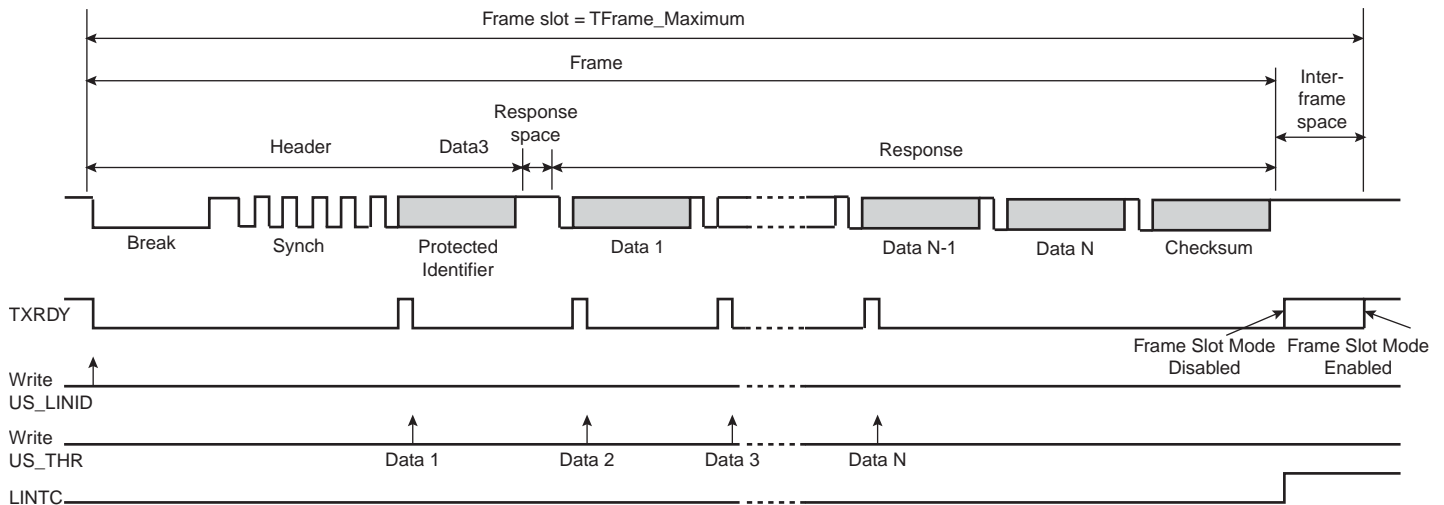 Frame slot = TFrame_Maximum
Frame
Inter-
frame
space
Response
space
Header
Data3
Response
Break
Synch
Protected
Identifier
Data 1
Data N-1
Data N
Checksum
TXRDY
Frame Slot Mode
Disabled
Frame Slot Mode
Enabled
Write
US_LINID
Write
US_THR
Data 1
Data 2
Data 3
Data N
LINTC